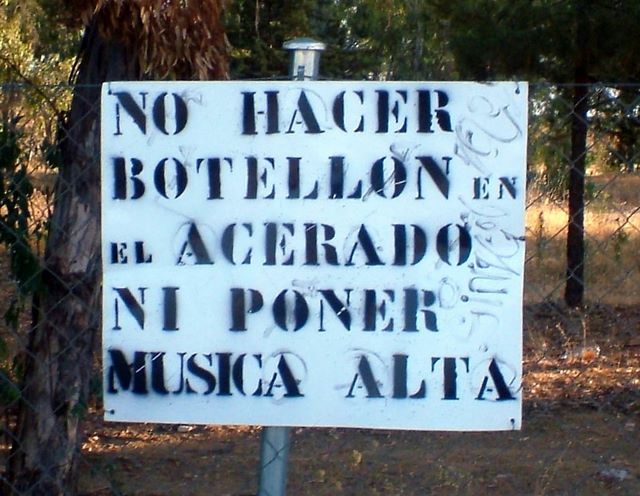 NO HACER
BOTELLON EN
EL ACERADO
NI PONER
MUSICA ALTA